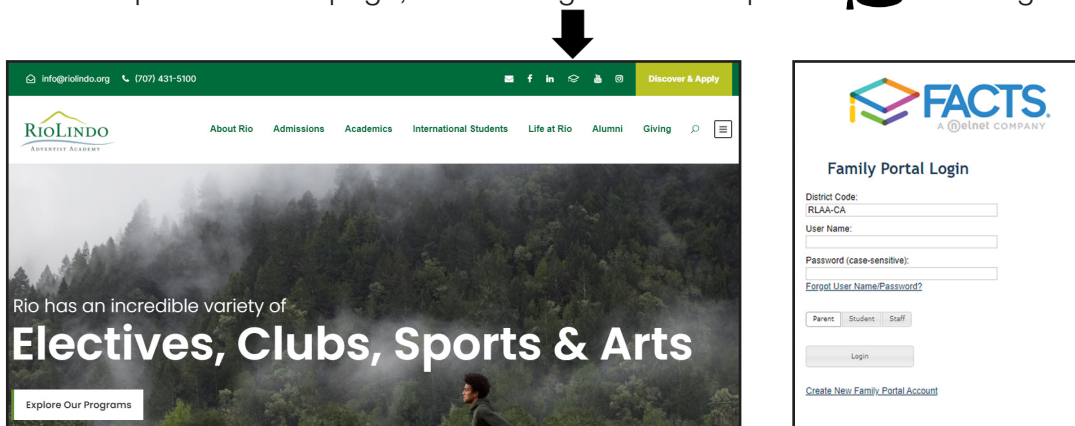 info@riolindo.org (707) 431-5100
Discover & Apply
RIOLINDO
ADVENTIST ACADEMY
About Rio Admissions Academics International Students Life at Rio Alumni Giving
Rio has an incredible variety of
Electives, Clubs, Sports & Arts
Explore Our Programs
FACTS
A nelnet COMPANY
Family Portal Login
District Code:
RLAA-CA
User Name:
Password (case-sensitive):
Forgot User Name/Password?
Parent Student Staff
Login
Create New Family Portal Account